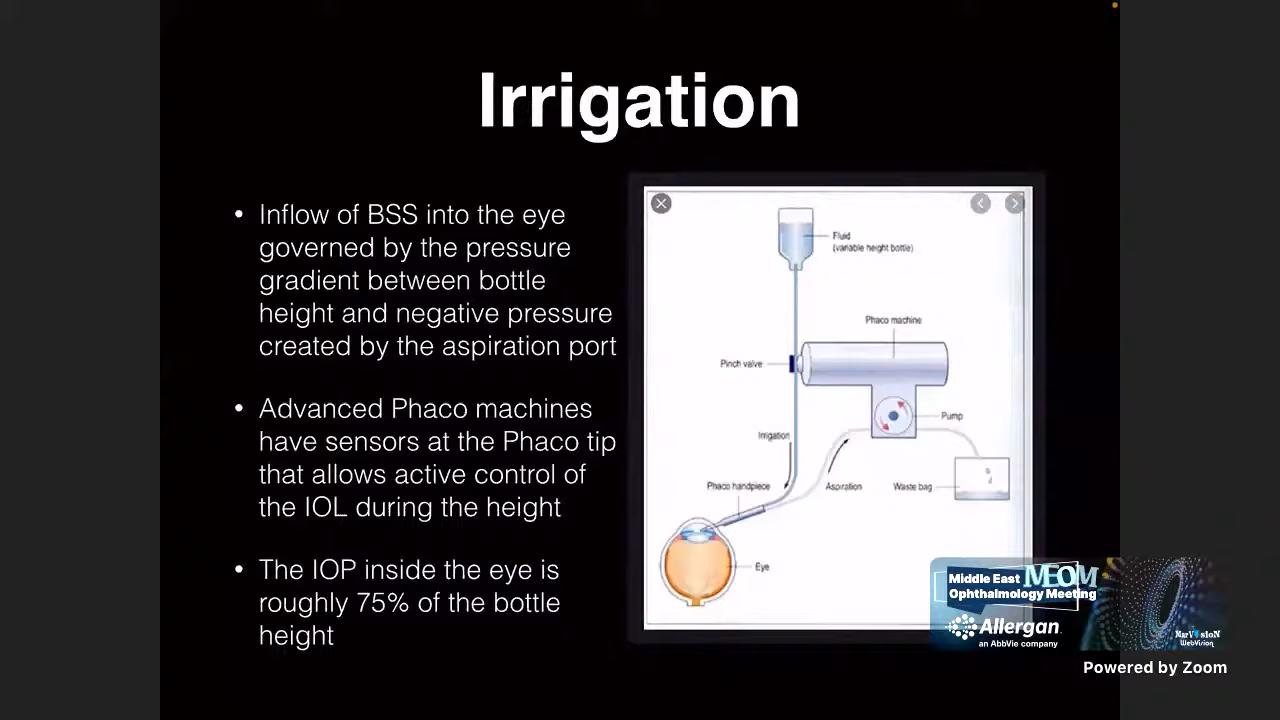 Irrigation
• Inflow of BSS into the eye
governed by the pressure
gradient between bottle
height and negative pressure
created by the aspiration port
• Advanced Phaco machines
have sensors at the Phaco tip
that allows active control of
the IOL during the height
• The IOP inside the eye is
roughly 75% of the bottle
height
Fluid
(variable height bottle)
Phaco machine
Pinch valve
Pump
Irrigation
Phaco handpiece
Aspiration
Waste bag
Eye
Middle East MEOM
Ophthalmology Meeting
Allergan
an AbbVie company
NarViSioN
WebVision
Powered by Zoom